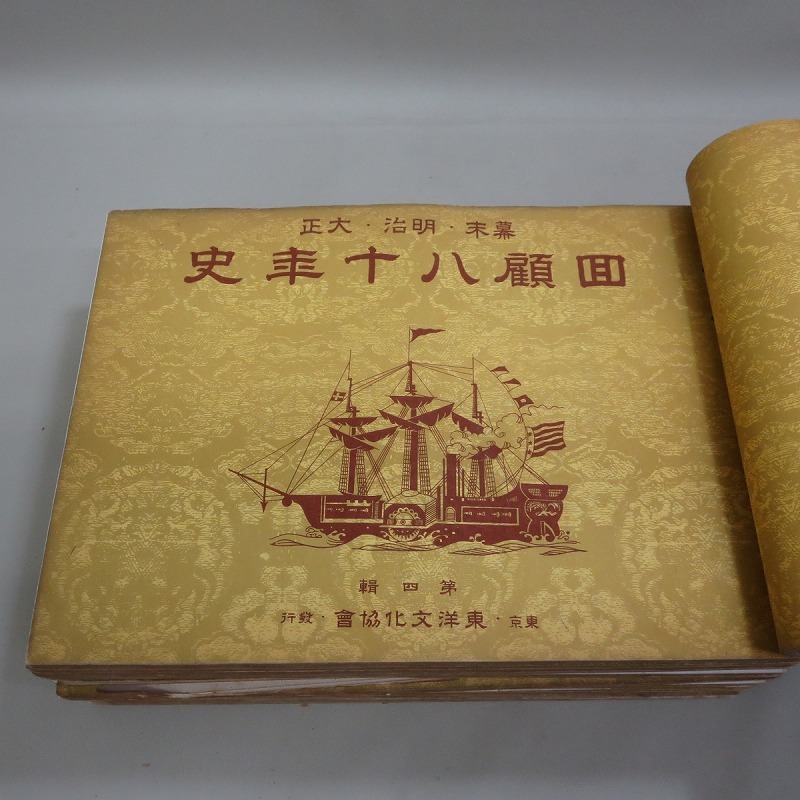 幕末・明治・大正
回顧八十年史
第四輯
東京・東洋文化協會・發行